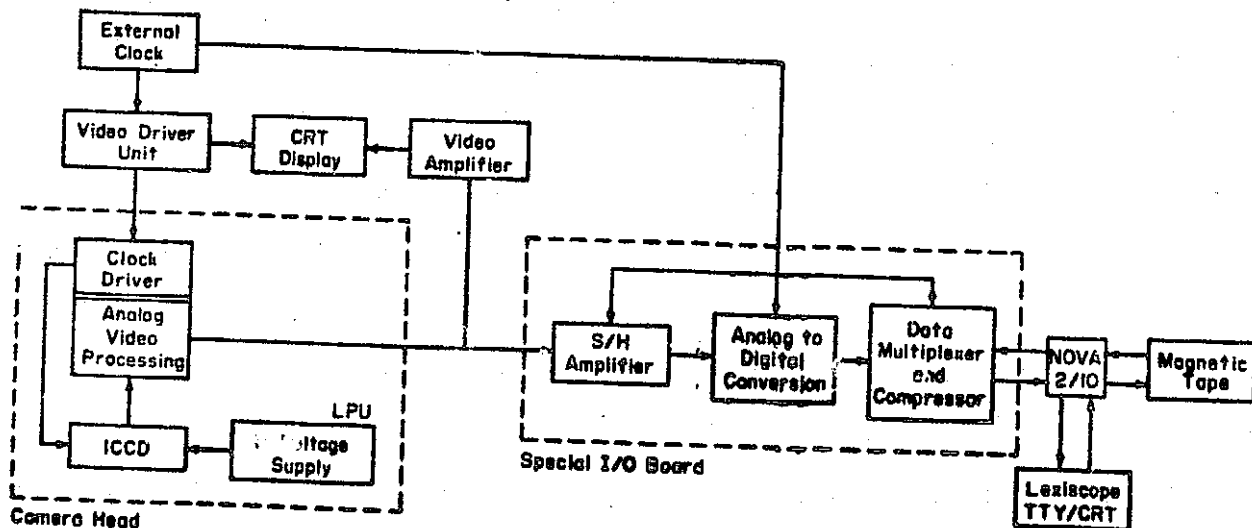 External
Clock
Video Driver
Unit
CRT
Display
Video
Amplifier
Clock
Driver
Analog
Video
Processing
LPU
ICCD
Supply
Camera Head
S/H
Amplifier
Analog to
Digital
Conversion
Data
Multiplexer
and
Compressor
Special I/O Board
NOVA
2/10
Magnetic
Tape
Lexiscope
TTY/CRT